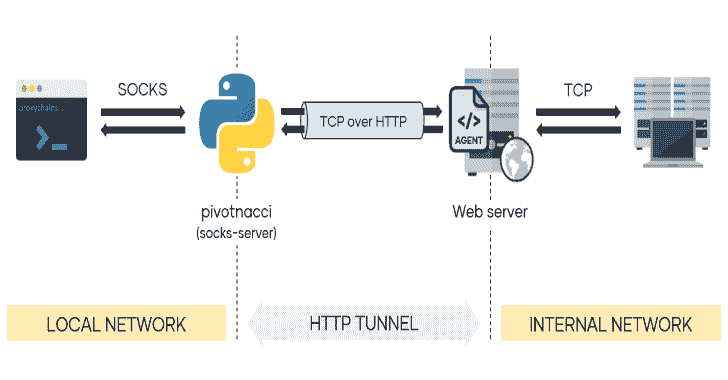 SOCKS
TCP
proxychains...
TCP over HTTP
</>
AGENT
pivotnacci
(socks-server)
Web server
LOCAL NETWORK
HTTP TUNNEL
INTERNAL NETWORK